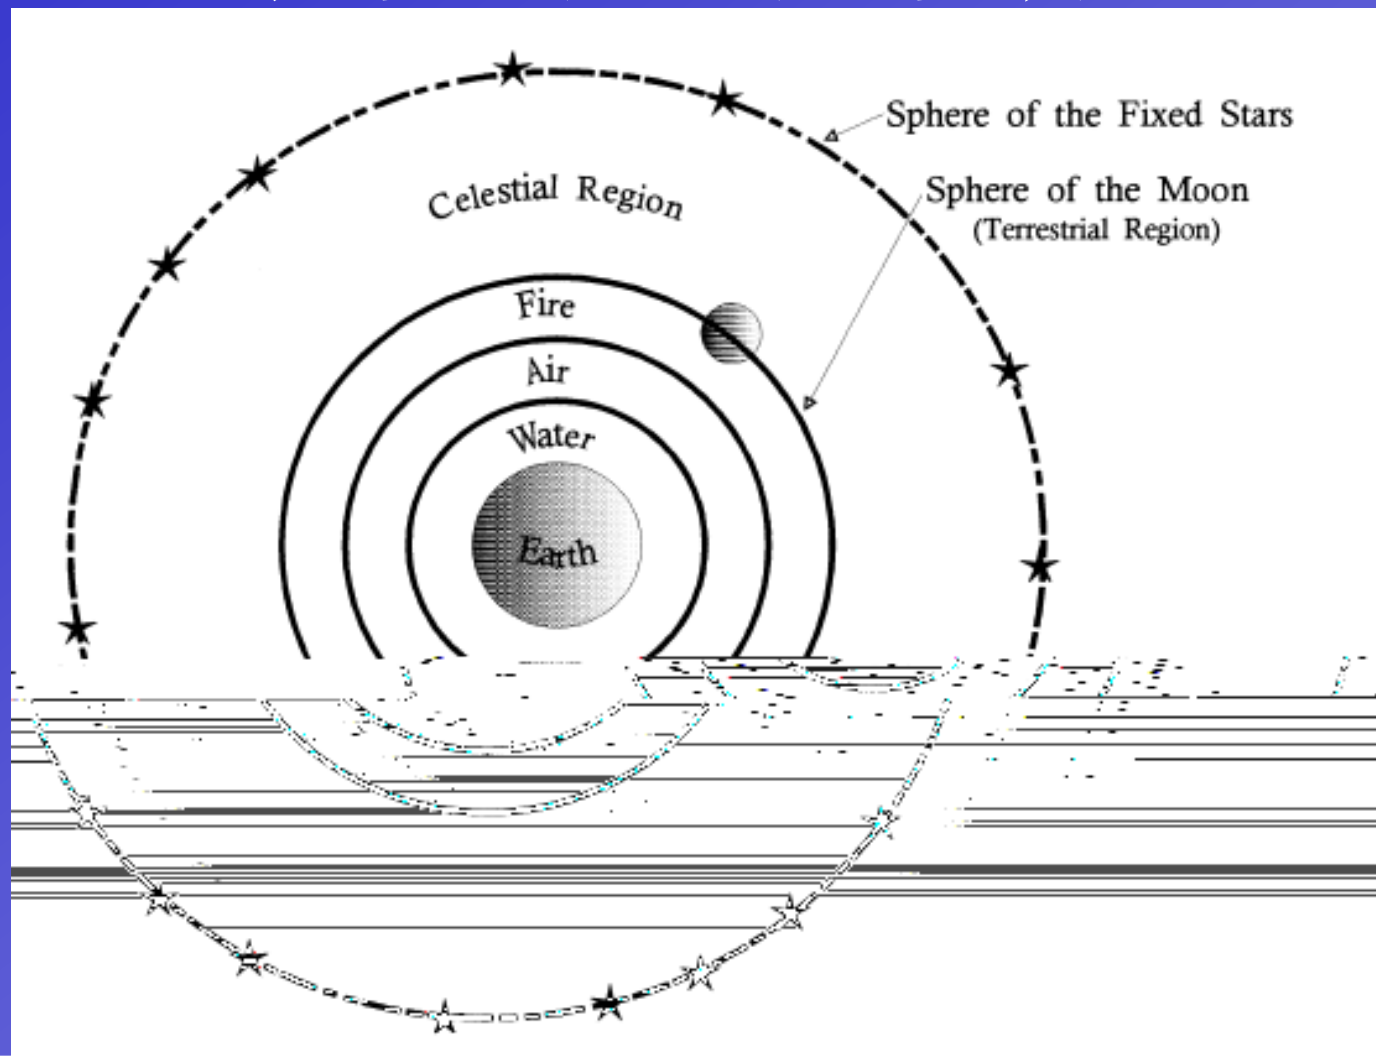 Sphere of the Fixed Stars
Sphere of the Moon
(Terrestrial Region)
Celestial Region
Fire
Air
Water
Earth